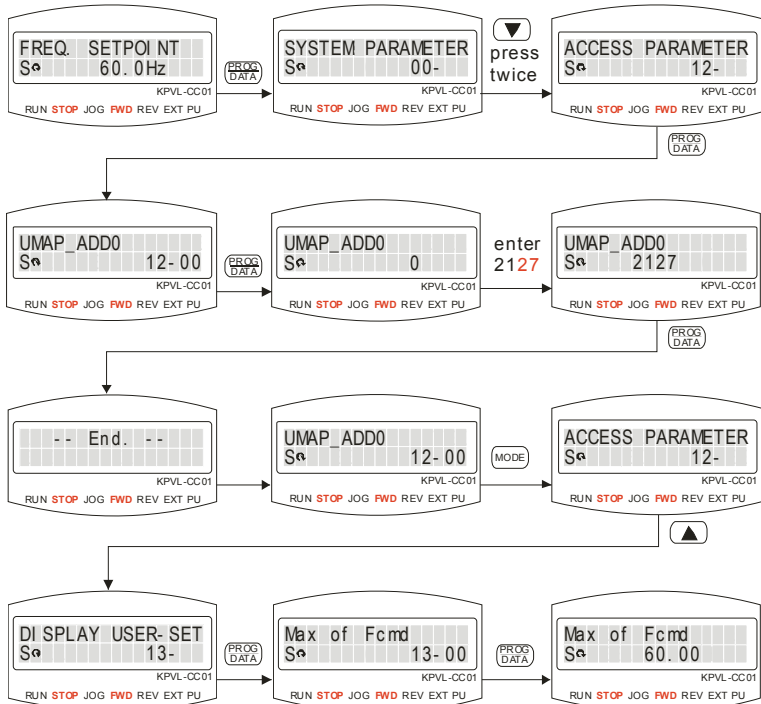 FREQ. SETPOINT
S 60.0Hz
KPVL-CC01
RUN STOP JOG FWD REV EXT PU
PROG
DATA
SYSTEM PARAMETER
S 00-
KPVL-CC01
RUN STOP JOG FWD REV EXT PU
press
twice
ACCESS PARAMETER
S 12-
KPVL-CC01
RUN STOP JOG FWD REV EXT PU
PROG
DATA
UMAP_ADD0
S 12-00
KPVL-CC01
RUN STOP JOG FWD REV EXT PU
PROG
DATA
UMAP_ADD0
S 0
KPVL-CC01
RUN STOP JOG FWD REV EXT PU
enter
2127
UMAP_ADD0
S 2127
KPVL-CC01
RUN STOP JOG FWD REV EXT PU
PROG
DATA
-- End. --
KPVL-CC01
RUN STOP JOG FWD REV EXT PU
UMAP_ADD0
S 12-00
KPVL-CC01
RUN STOP JOG FWD REV EXT PU
MODE
ACCESS PARAMETER
S 12-
KPVL-CC01
RUN STOP JOG FWD REV EXT PU
DISPLAY USER-SET
S 13-
KPVL-CC01
RUN STOP JOG FWD REV EXT PU
PROG
DATA
Max of Fcmd
S 13-00
KPVL-CC01
RUN STOP JOG FWD REV EXT PU
PROG
DATA
Max of Fcmd
S 60.00
KPVL-CC01
RUN STOP JOG FWD REV EXT PU